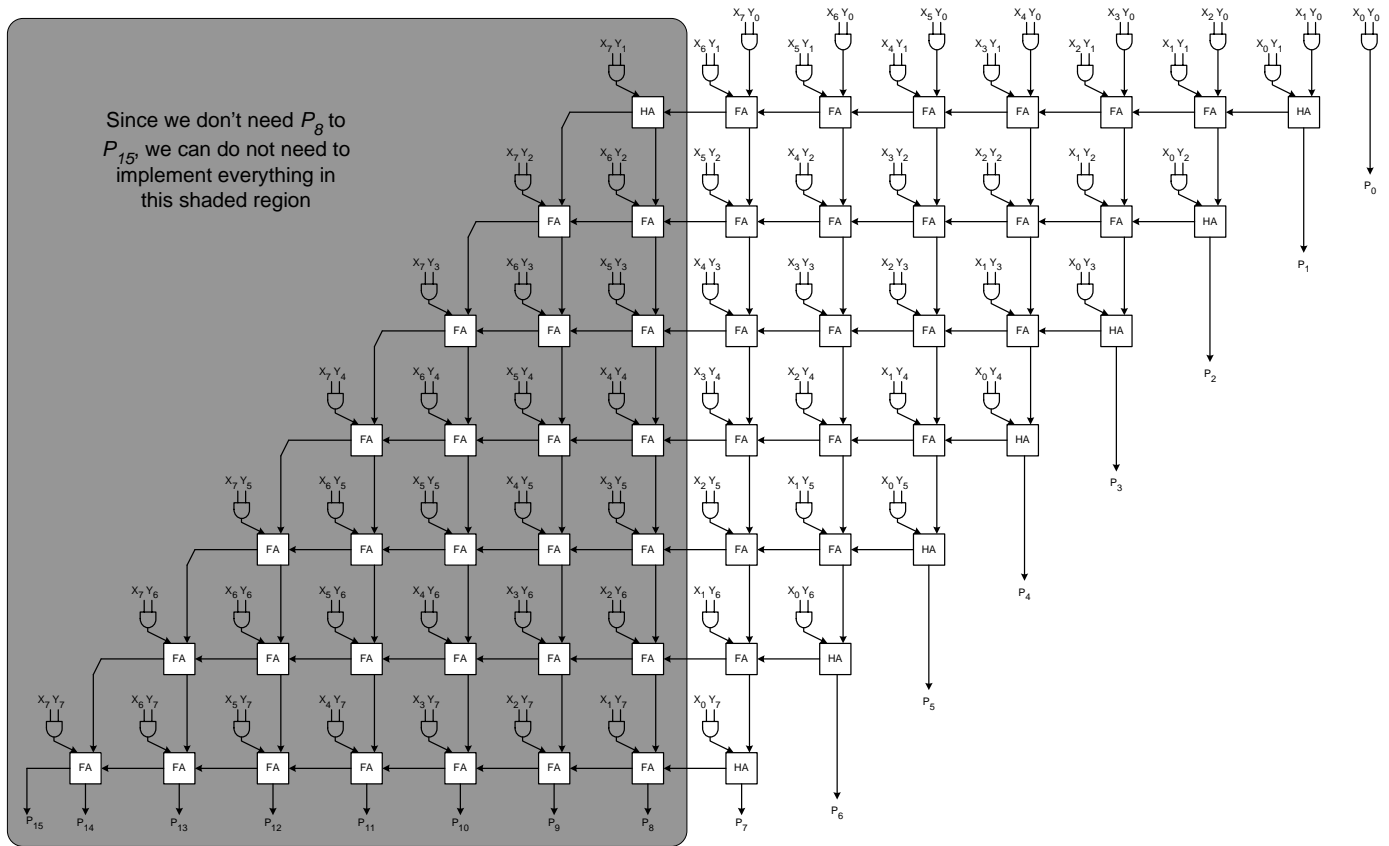 X7 Y0 X6 Y0 X5 Y0 X4 Y0 X3 Y0 X2 Y0 X1 Y0 X0 Y0
X7 Y1 X6 Y1 X5 Y1 X4 Y1 X3 Y1 X2 Y1 X1 Y1 X0 Y1
HA FA FA FA FA FA FA HA
Since we don't need P8 to
P15, we can do not need to
implement everything in
this shaded region
X7 Y2 X6 Y2 X5 Y2 X4 Y2 X3 Y2 X2 Y2 X1 Y2 X0 Y2
P0
FA FA FA FA FA FA FA HA
X7 Y3 X6 Y3 X5 Y3 X4 Y3 X3 Y3 X2 Y3 X1 Y3 X0 Y3
P1
FA FA FA FA FA FA FA HA
X7 Y4 X6 Y4 X5 Y4 X4 Y4 X3 Y4 X2 Y4 X1 Y4 X0 Y4
P2
FA FA FA FA FA FA FA HA
X7 Y5 X6 Y5 X5 Y5 X4 Y5 X3 Y5 X2 Y5 X1 Y5 X0 Y5
P3
FA FA FA FA FA FA FA HA
X7 Y6 X6 Y6 X5 Y6 X4 Y6 X3 Y6 X2 Y6 X1 Y6 X0 Y6
P4
FA FA FA FA FA FA FA HA
X7 Y7 X6 Y7 X5 Y7 X4 Y7 X3 Y7 X2 Y7 X1 Y7 X0 Y7
P5
FA FA FA FA FA FA FA HA
P15 P14 P13 P12 P11 P10 P9 P8 P7 P6